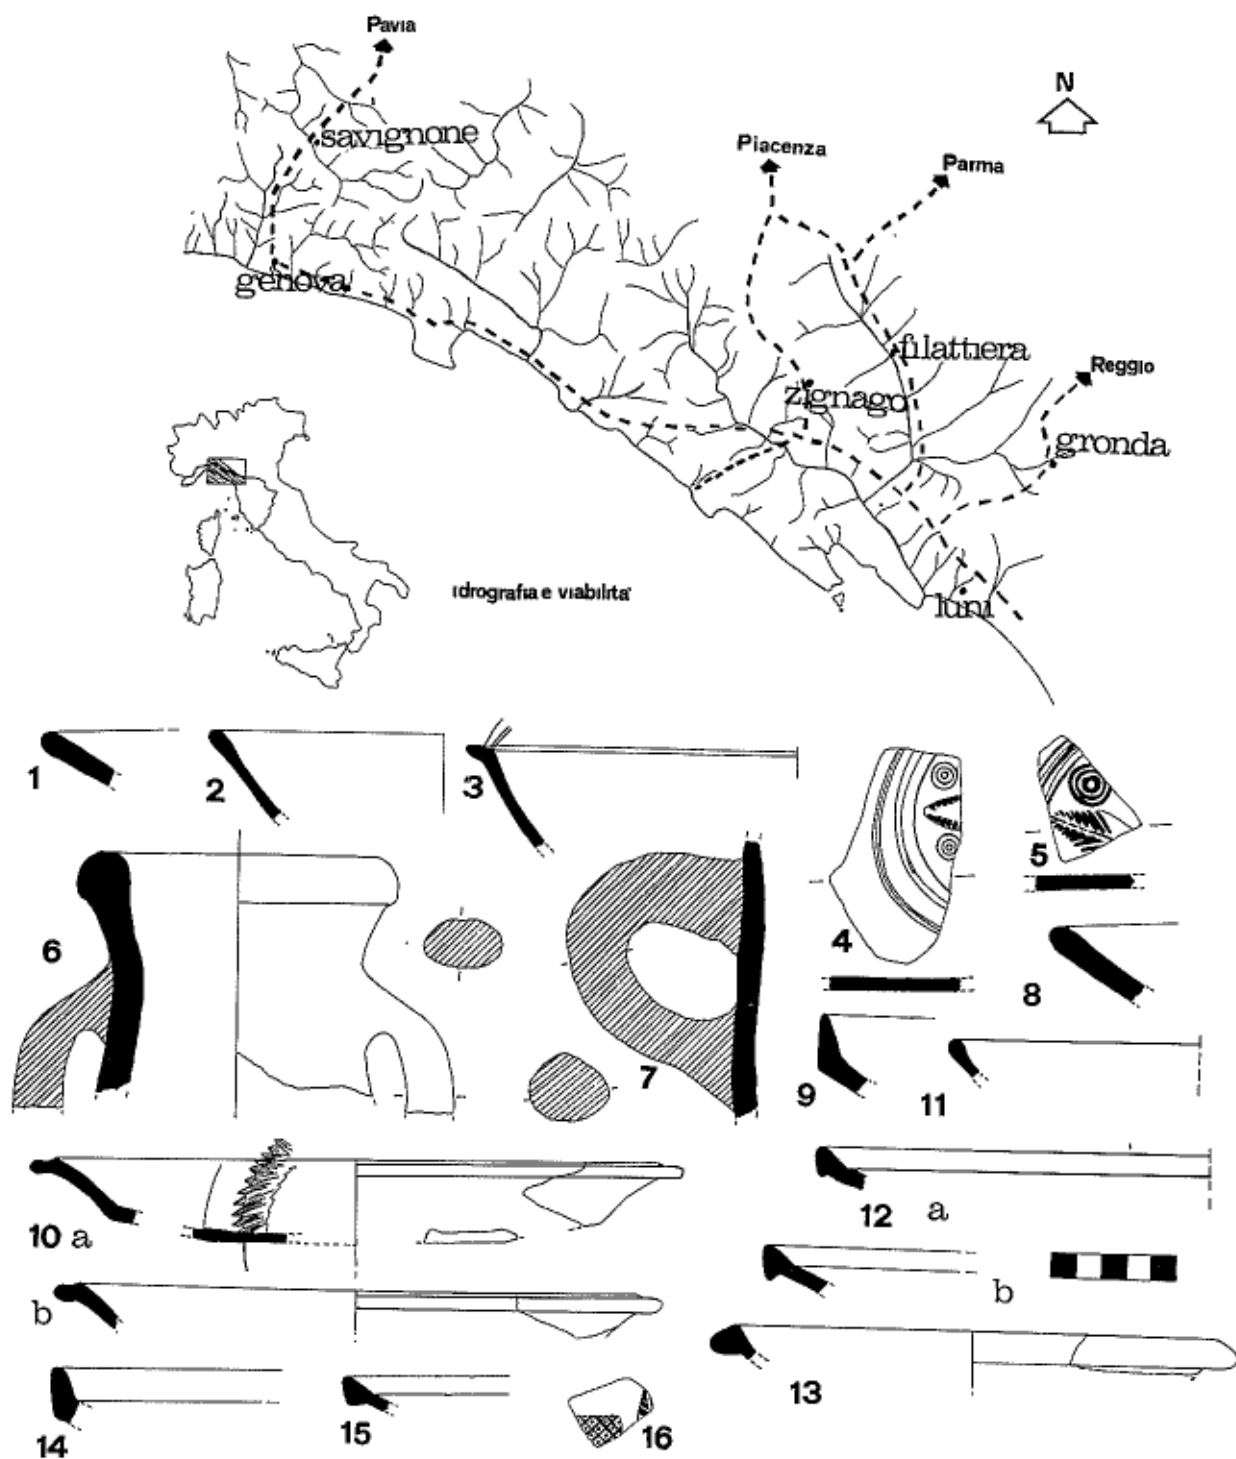 Pavia
N
savignone
Piacenza
Parma
genova
filattiera
Reggio
zignago
gronda
idrografia e viabilita'
luni
1
2
3
4
5
6
7
8
9
11
10 a
12 a
b
b
13
14
15
16